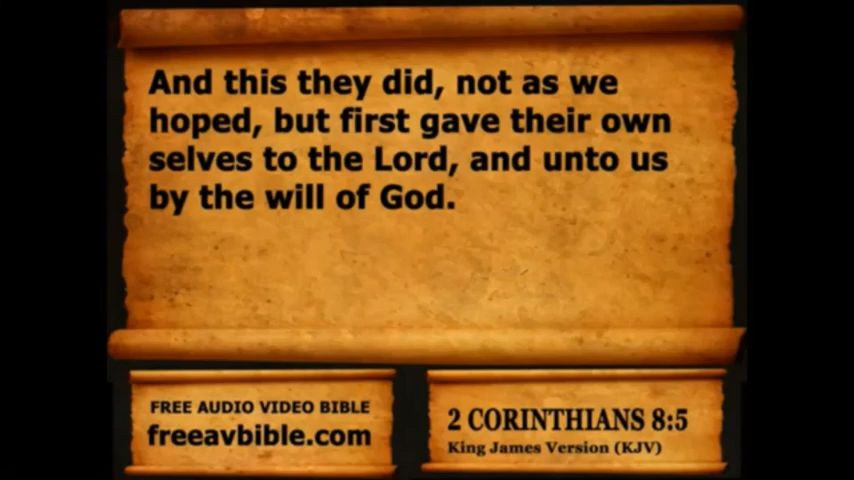 And this they did, not as we
hoped, but first gave their own
selves to the Lord, and unto us
by the will of God.
FREE AUDIO VIDEO BIBLE
freeavbible.com
2 CORINTHIANS 8:5
King James Version (KJV)